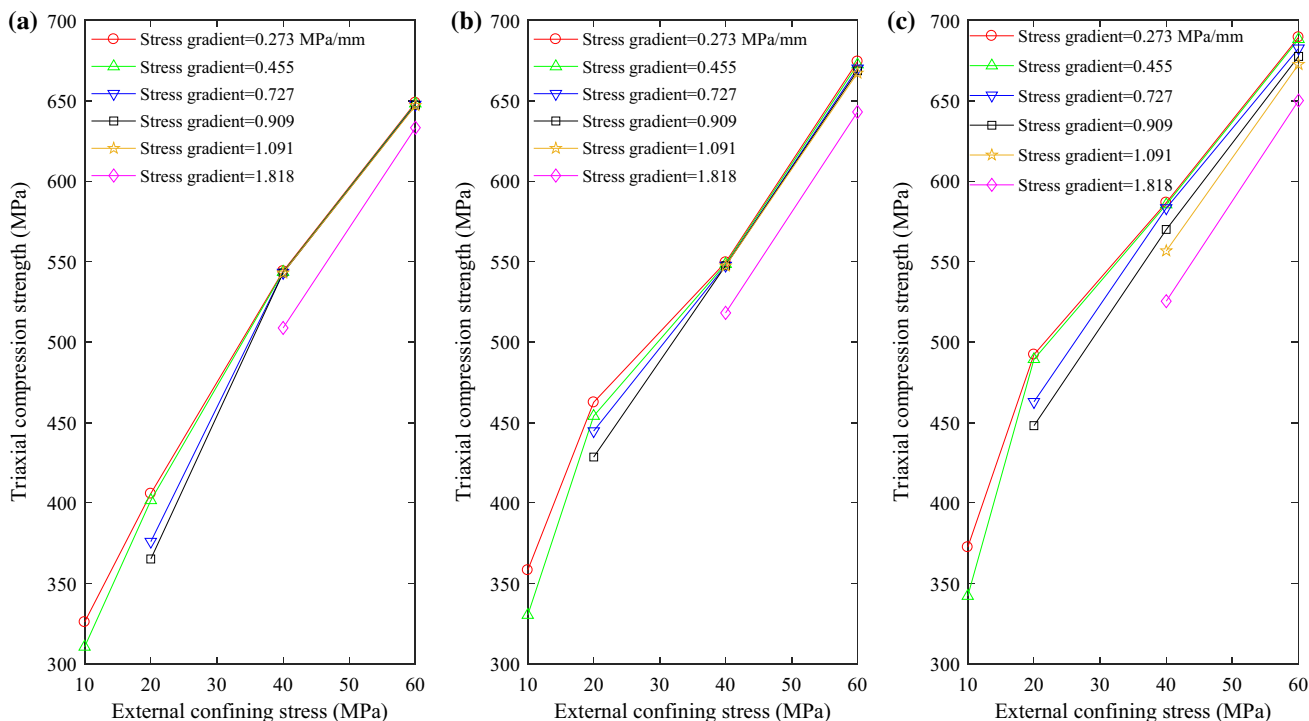 (a)
700
650
600
550
500
450
400
350
300
Triaxial compression strength (MPa)
Stress gradient=0.273 MPa/mm
Stress gradient=0.455
Stress gradient=0.727
Stress gradient=0.909
Stress gradient=1.091
Stress gradient=1.818
10 20 30 40 50 60
External confining stress (MPa)
(b)
700
650
600
550
500
450
400
350
300
Triaxial compression strength (MPa)
Stress gradient=0.273 MPa/mm
Stress gradient=0.455
Stress gradient=0.727
Stress gradient=0.909
Stress gradient=1.091
Stress gradient=1.818
10 20 30 40 50 60
External confining stress (MPa)
(c)
700
650
600
550
500
450
400
350
300
Triaxial compression strength (MPa)
Stress gradient=0.273 MPa/mm
Stress gradient=0.455
Stress gradient=0.727
Stress gradient=0.909
Stress gradient=1.091
Stress gradient=1.818
10 20 30 40 50 60
External confining stress (MPa)